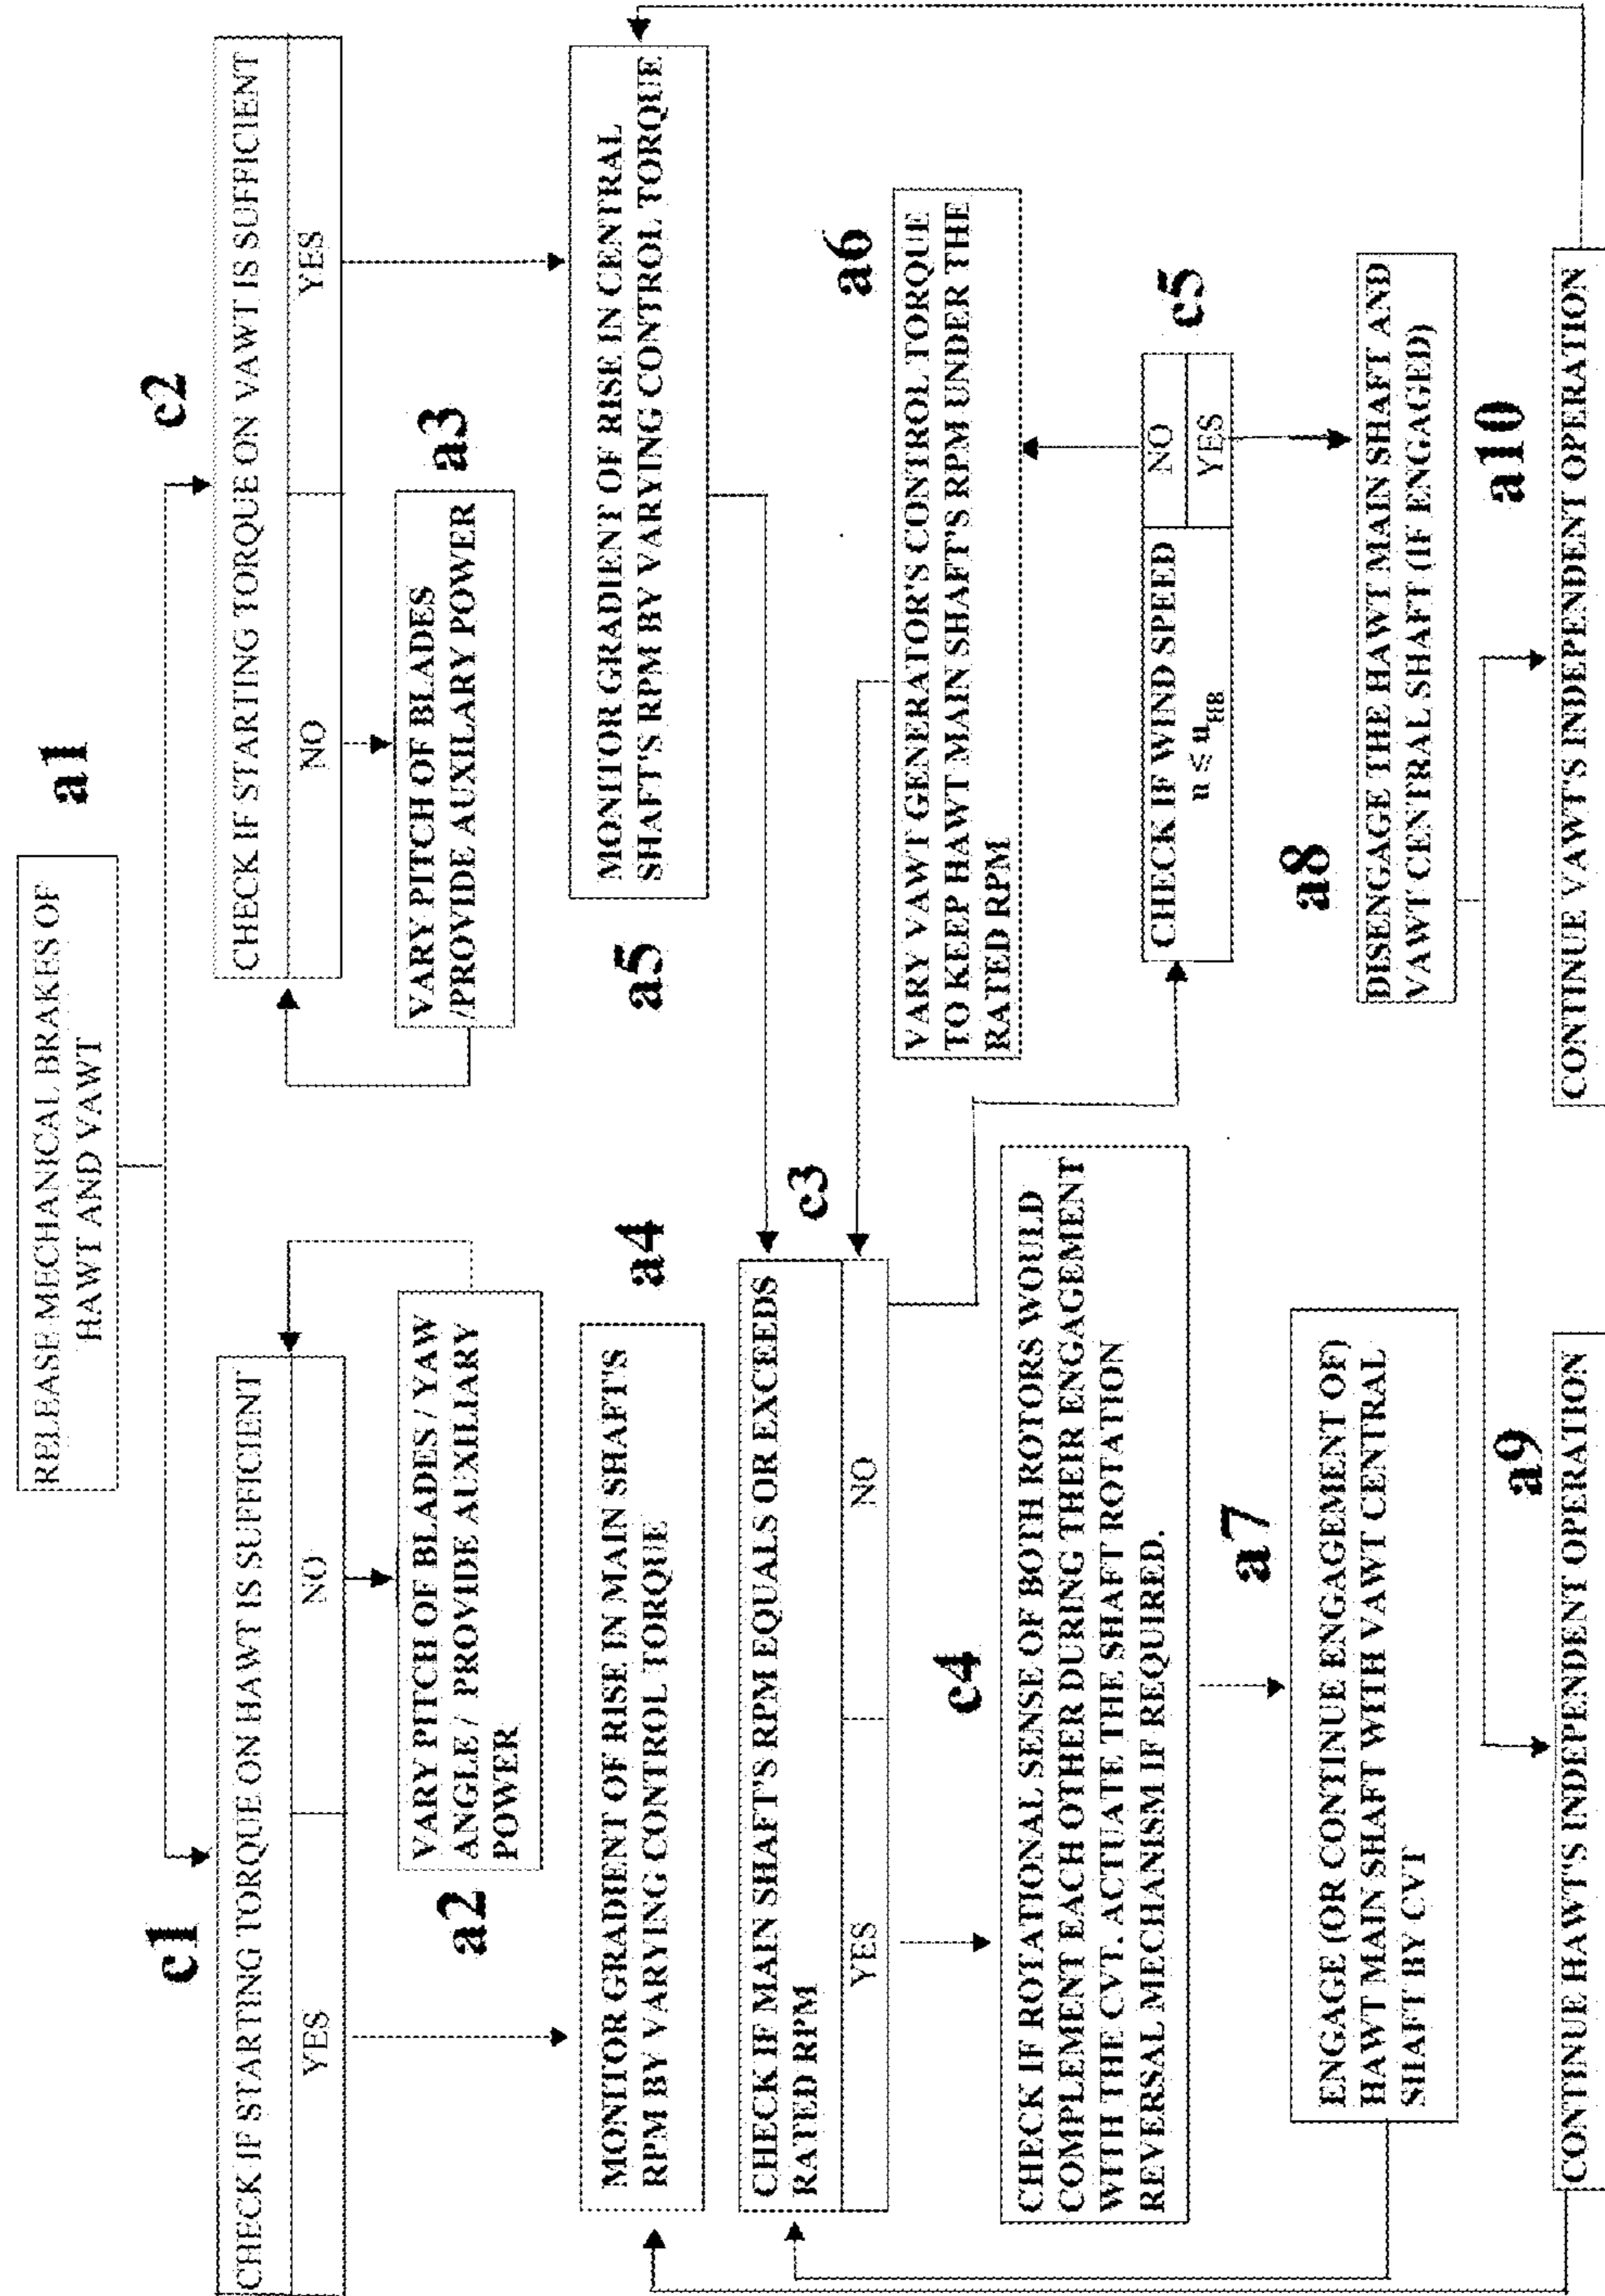 a1
RELEASE MECHANICAL BRAKES OF
HAWT AND VAWT
c1
CHECK IF STARTING TORQUE ON HAWT IS SUFFICIENT
YES
NO
c2
CHECK IF STARTING TORQUE ON VAWT IS SUFFICIENT
NO
YES
a2
VARY PITCH OF BLADES / YAW
ANGLE / PROVIDE AUXILIARY
POWER
a3
VARY PITCH OF BLADES
/PROVIDE AUXILARY POWER
a4
MONITOR GRADIENT OF RISE IN MAIN SHAFT'S
RPM BY VARYING CONTROL TORQUE
a5
MONITOR GRADIENT OF RISE IN CENTRAL
SHAFT'S RPM BY VARYING CONTROL TORQUE
c3
CHECK IF MAIN SHAFT'S RPM EQUALS OR EXCEEDS
RATED RPM
YES
NO
a6
VARY VAWT GENERATOR'S CONTROL TORQUE
TO KEEP HAWT MAIN SHAFT'S RPM UNDER THE
RATED RPM
c4
CHECK IF ROTATIONAL SENSE OF BOTH ROTORS WOULD
COMPLEMENT EACH OTHER DURING THEIR ENGAGEMENT
WITH THE CVT. ACTUATE THE SHAFT ROTATION
REVERSAL MECHANISM IF REQUIRED.
c5
CHECK IF WIND SPEED
u ≤ u_HB
NO
YES
a7
ENGAGE (OR CONTINUE ENGAGEMENT OF)
HAWT MAIN SHAFT WITH VAWT CENTRAL
SHAFT BY CVT
a8
DISENGAGE THE HAWT MAIN SHAFT AND
VAWT CENTRAL SHAFT (IF ENGAGED)
a9
CONTINUE HAWT'S INDEPENDENT OPERATION
a10
CONTINUE VAWT'S INDEPENDENT OPERATION